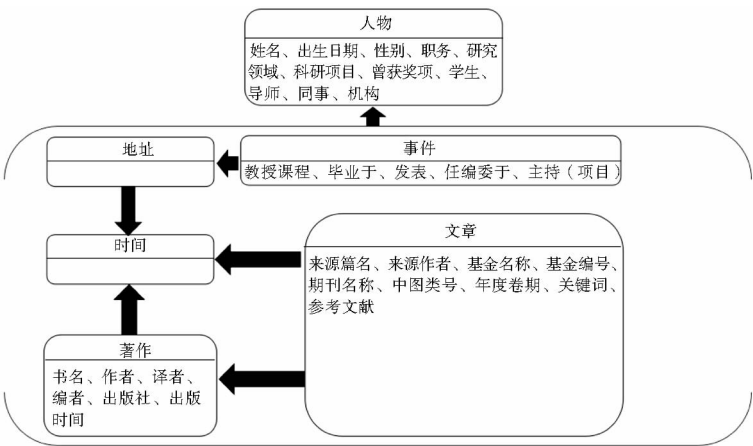 人物
姓名、出生日期、性别、职务、研究
领域、科研项目、曾获奖项、学生、
导师、同事、机构
地址
事件
教授课程、毕业于、发表、任编委于、主持（项目）
时间
文章
来源篇名、来源作者、基金名称、基金编号、
期刊名称、中图类号、年度卷期、关键词、
参考文献
著作
书名、作者、译者、
编者、出版社、出版
时间